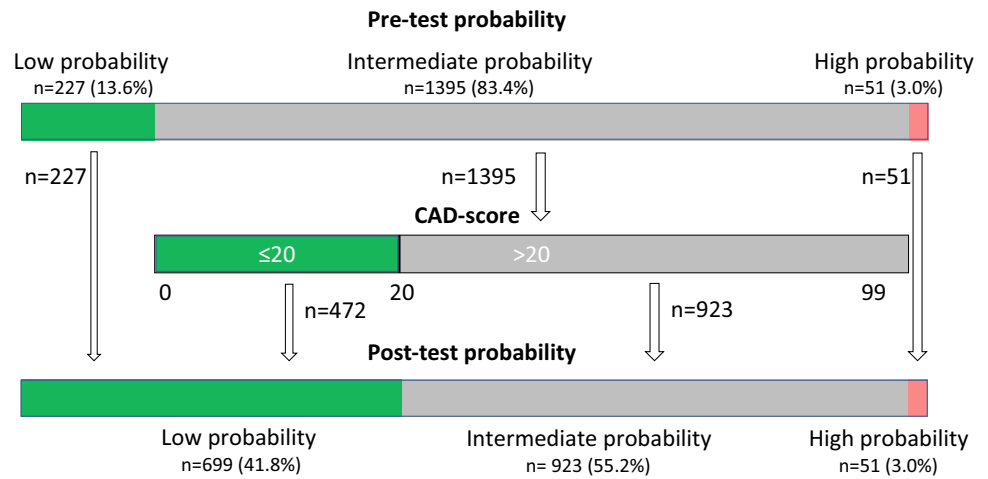 Pre-test probability
Low probability
n=227 (13.6%)
Intermediate probability
n=1395 (83.4%)
High probability
n=51 (3.0%)
n=227
n=1395
n=51
CAD-score
≤20
>20
0
20
99
n=472
n=923
Post-test probability
Low probability
n=699 (41.8%)
Intermediate probability
n= 923 (55.2%)
High probability
n=51 (3.0%)